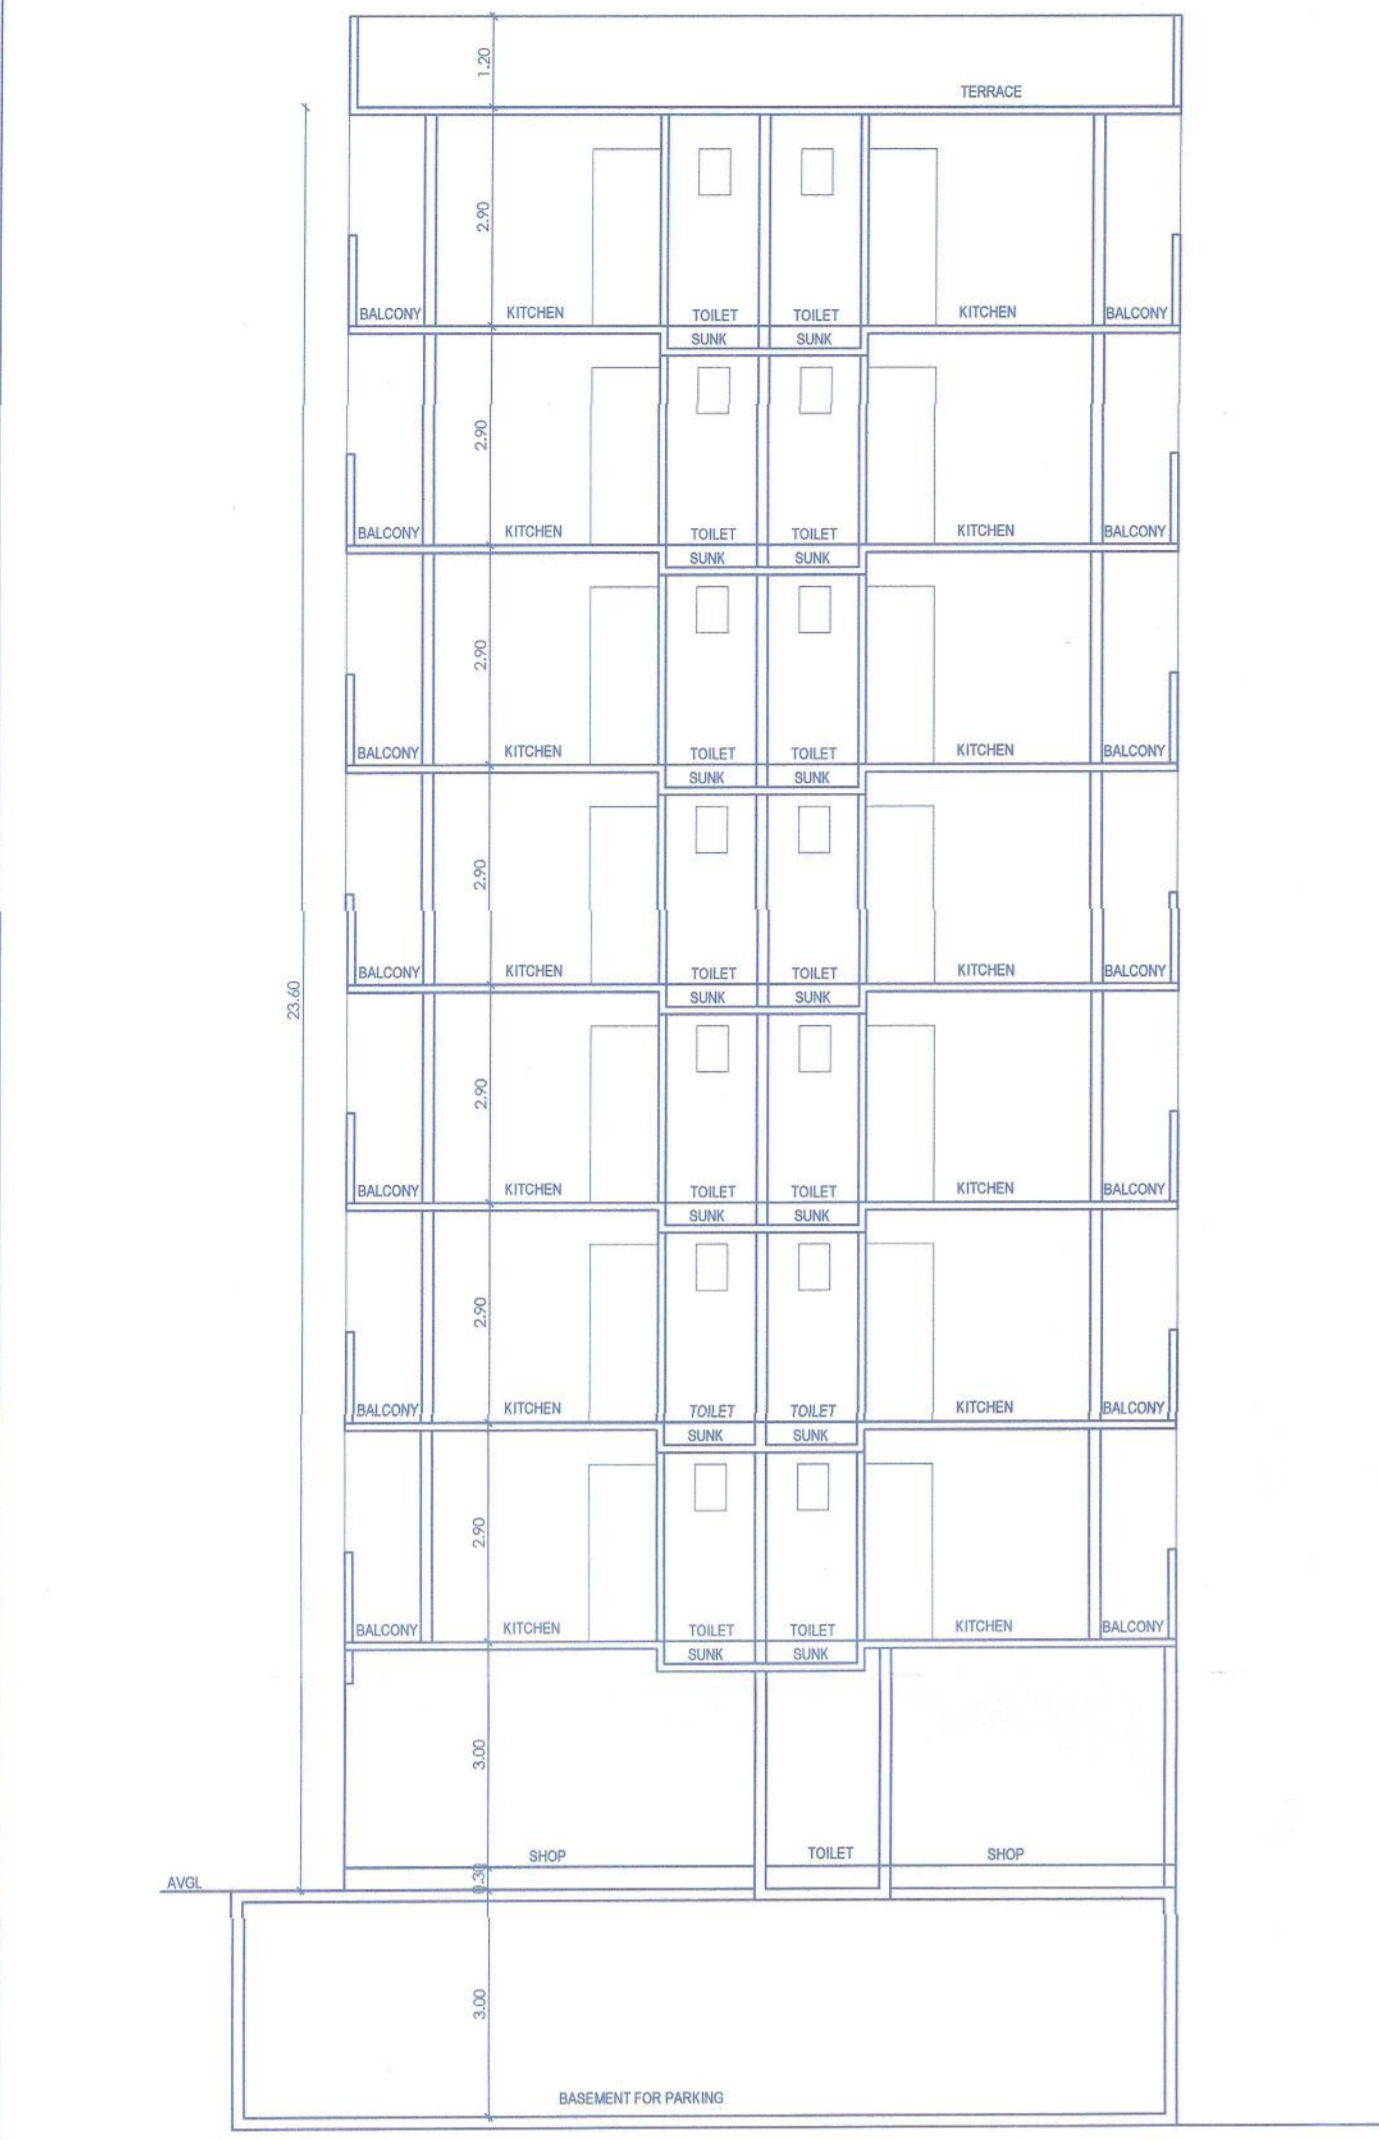 1.20
TERRACE
2.90
BALCONY KITCHEN TOILET TOILET KITCHEN BALCONY
SUNK SUNK
2.90
BALCONY KITCHEN TOILET TOILET KITCHEN BALCONY
SUNK SUNK
2.90
BALCONY KITCHEN TOILET TOILET KITCHEN BALCONY
SUNK SUNK
2.90
BALCONY KITCHEN TOILET TOILET KITCHEN BALCONY
SUNK SUNK
23.60
2.90
BALCONY KITCHEN TOILET TOILET KITCHEN BALCONY
SUNK SUNK
2.90
BALCONY KITCHEN TOILET TOILET KITCHEN BALCONY
SUNK SUNK
2.90
BALCONY KITCHEN TOILET TOILET KITCHEN BALCONY
SUNK SUNK
3.00
SHOP TOILET SHOP
0.30
AVGL
3.00
BASEMENT FOR PARKING